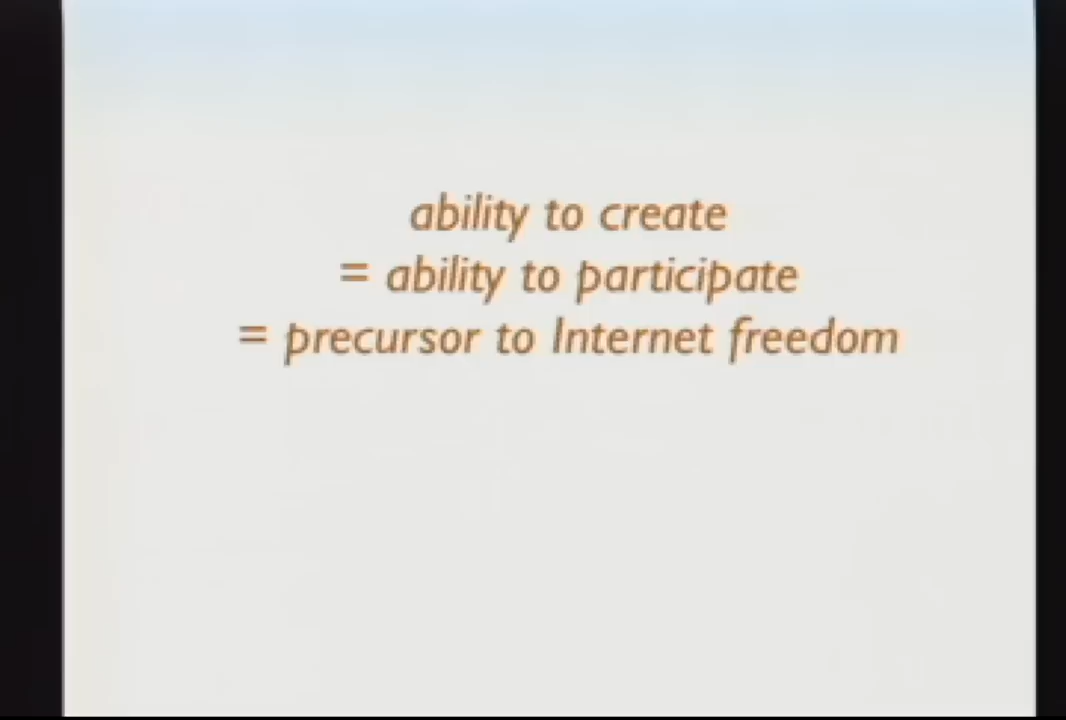 ability to create
= ability to participate
= precursor to Internet freedom